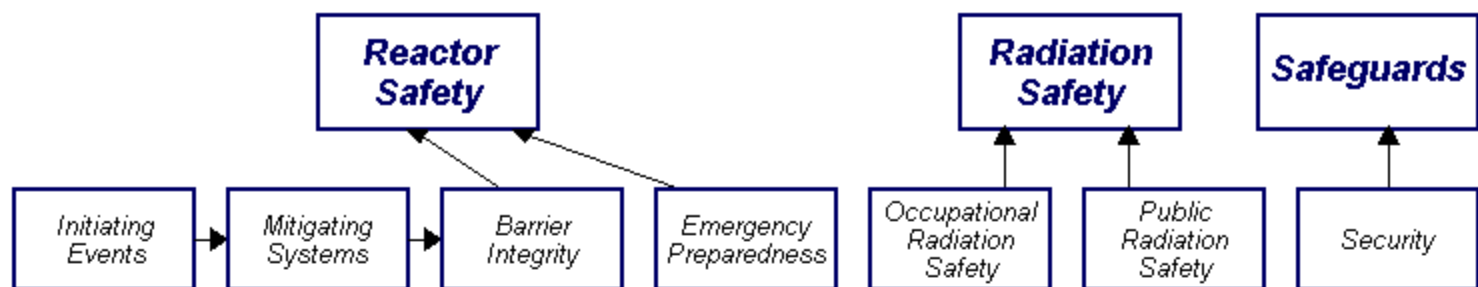 Reactor
Safety
Radiation
Safety
Safeguards
Initiating
Events
Mitigating
Systems
Barrier
Integrity
Emergency
Preparedness
Occupational
Radiation
Safety
Public
Radiation
Safety
Security